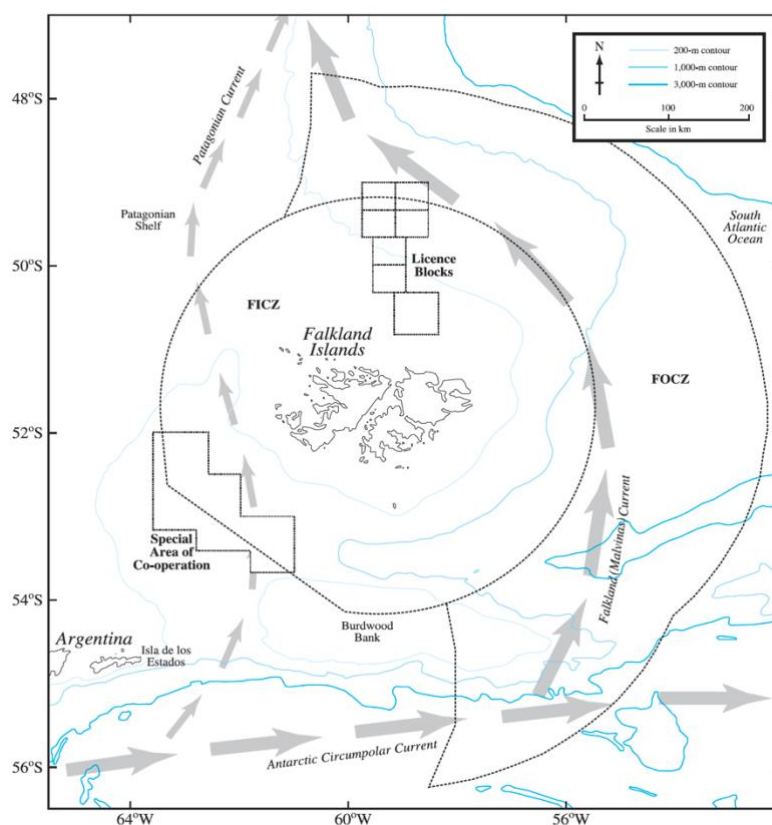 N
200-m contour
1,000-m contour
3,000-m contour
0
100
200
Scale in km
48°S
50°S
52°S
54°S
56°S
64°W
60°W
56°W
Patagonian Current
Patagonian
Shelf
South
Atlantic
Ocean
Licence
Blocks
FICZ
Falkland
Islands
FOCZ
Special
Area of
Co-operation
Falkland (Malvinas) Current
Burdwood
Bank
Argentina
Isla de los
Estados
Antarctic Circumpolar Current